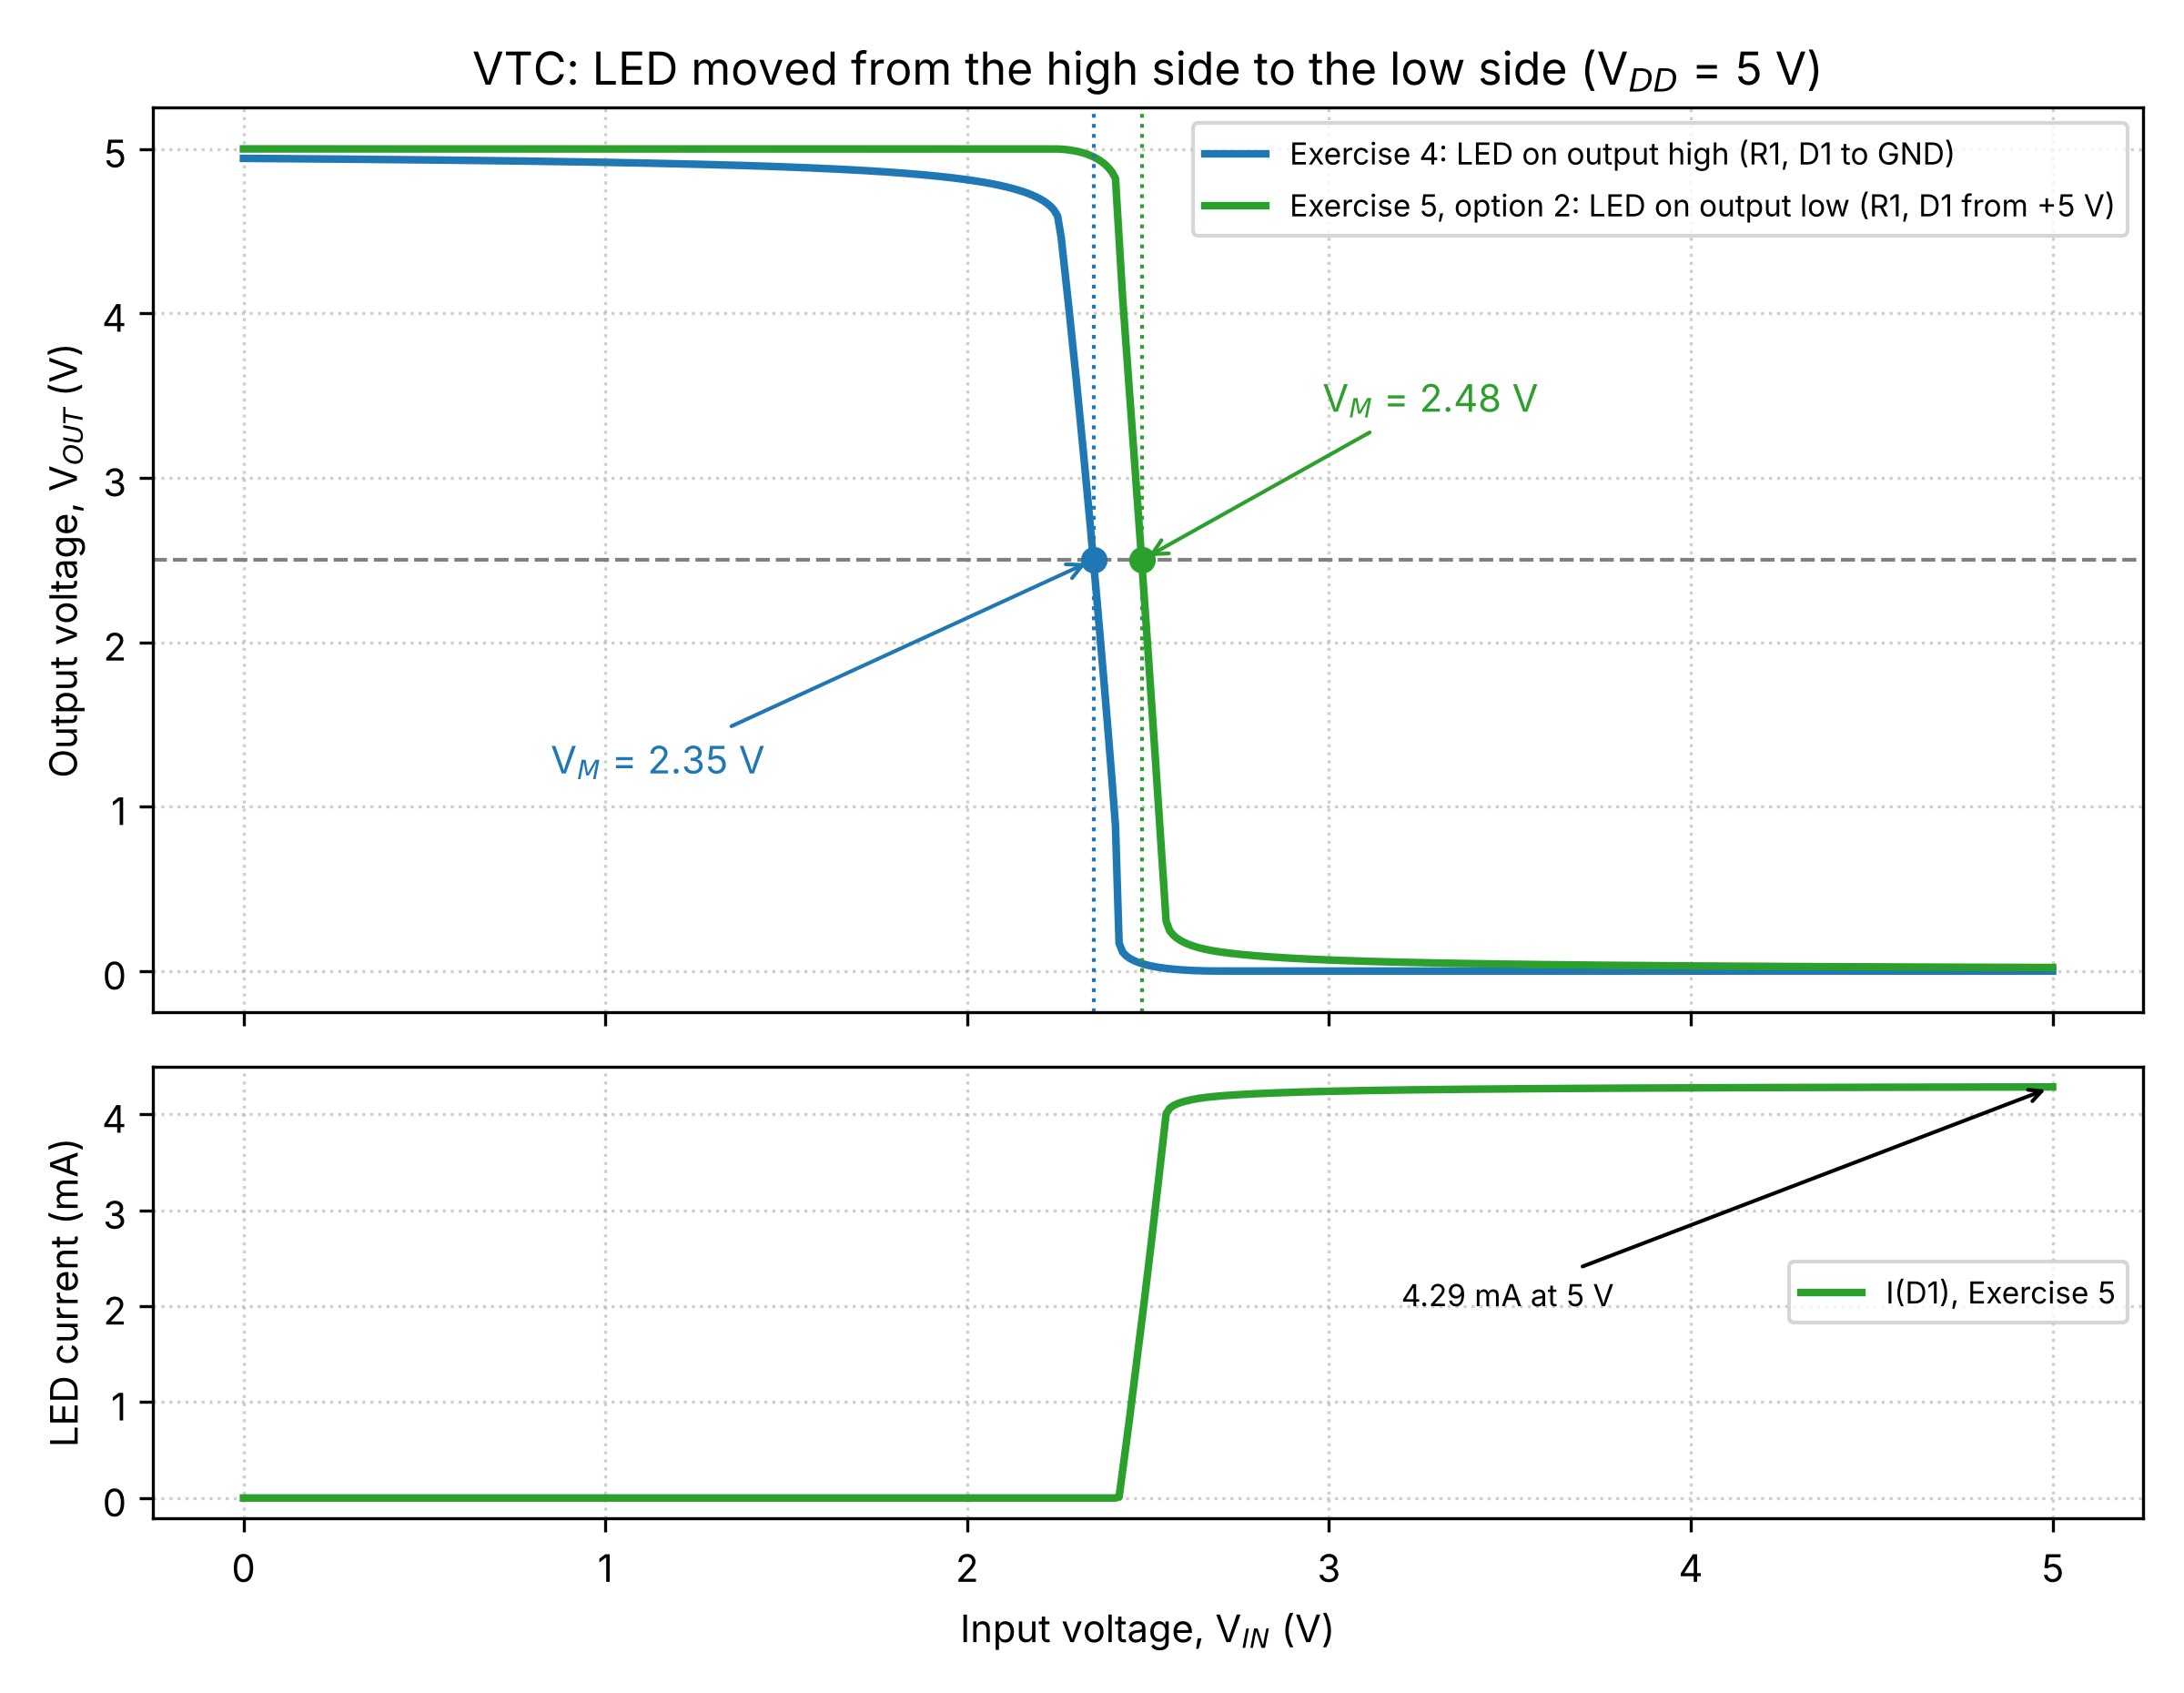 VTC: LED moved from the high side to the low side (V_DD = 5 V)
Exercise 4: LED on output high (R1, D1 to GND)
Exercise 5, option 2: LED on output low (R1, D1 from +5 V)
Output voltage, V_OUT (V)
5
4
3
2
1
0
V_M = 2.48 V
V_M = 2.35 V
LED current (mA)
4
3
2
1
0
4.29 mA at 5 V
I(D1), Exercise 5
0 1 2 3 4 5
Input voltage, V_IN (V)